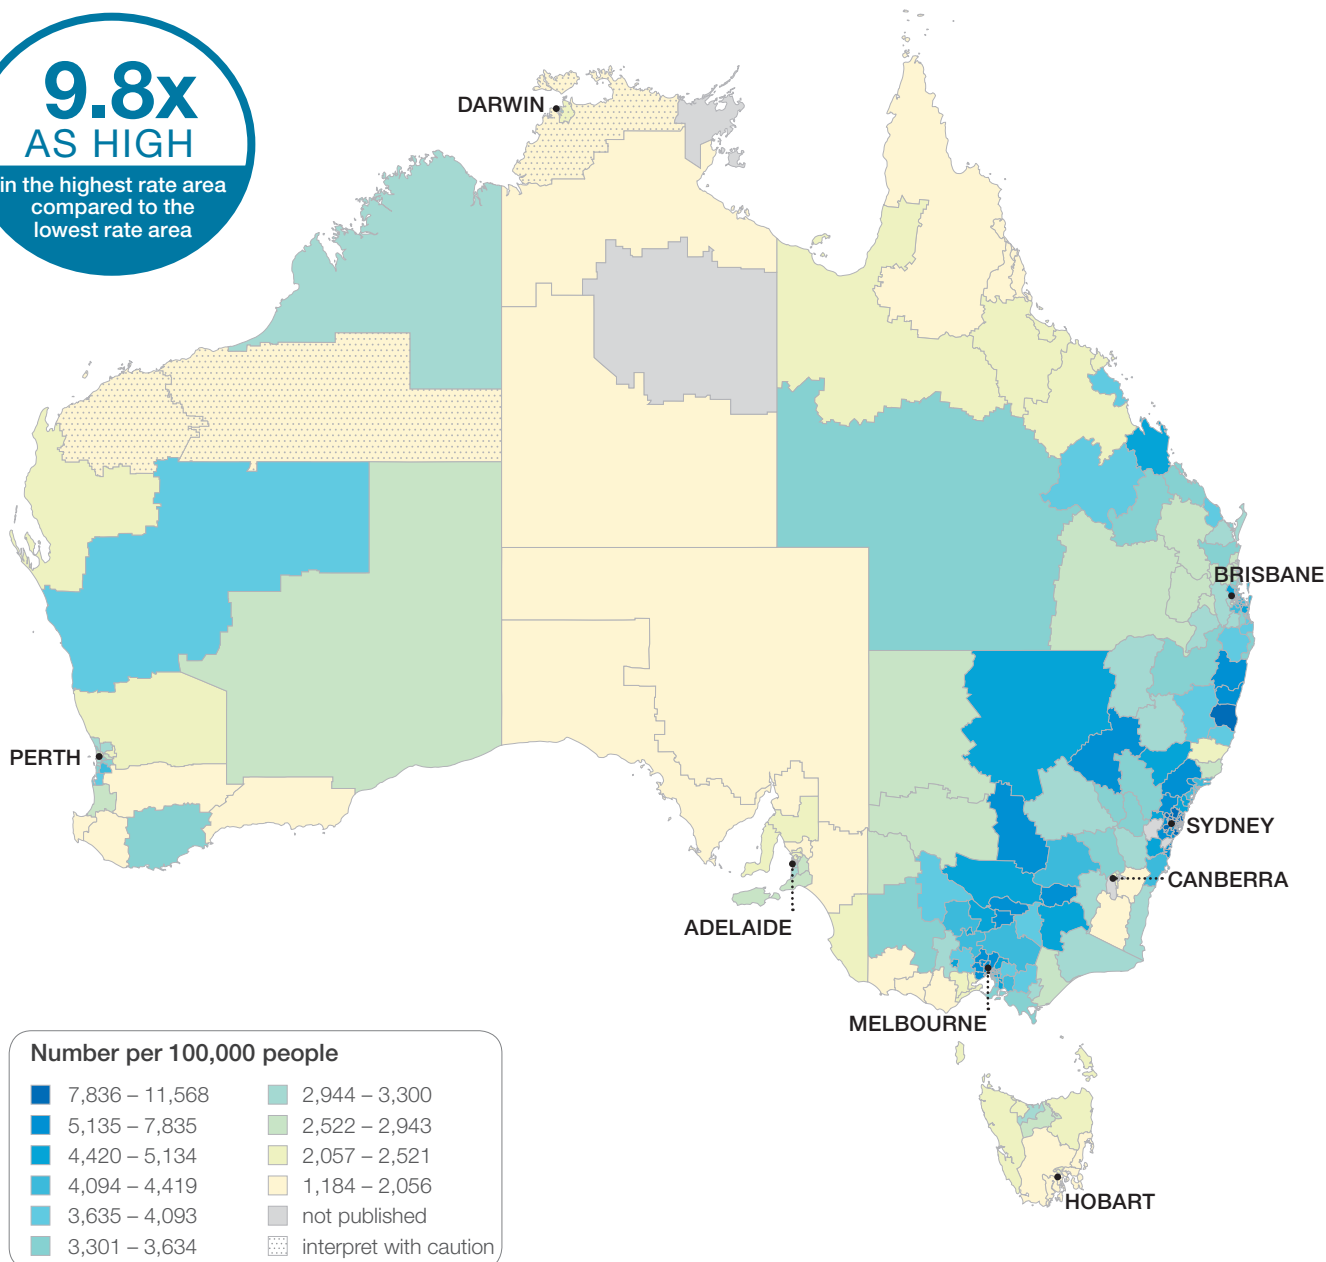 9.8x
AS HIGH
in the highest rate area
compared to the
lowest rate area
DARWIN
BRISBANE
PERTH
SYDNEY
CANBERRA
ADELAIDE
MELBOURNE
HOBART
Number per 100,000 people
7,836 – 11,568
5,135 – 7,835
4,420 – 5,134
4,094 – 4,419
3,635 – 4,093
3,301 – 3,634
2,944 – 3,300
2,522 – 2,943
2,057 – 2,521
1,184 – 2,056
not published
interpret with caution